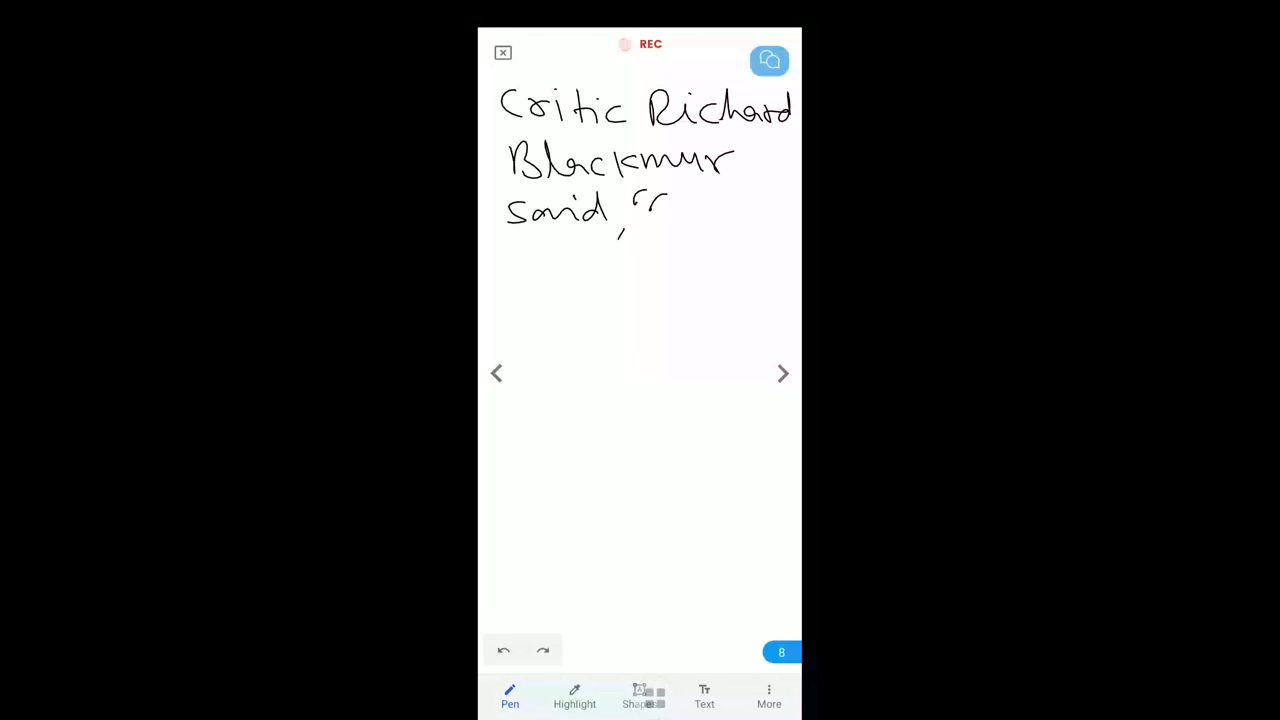 REC
Critic Richard
Blackmur
said, "
8
Pen
Highlight
Shapes
Text
More